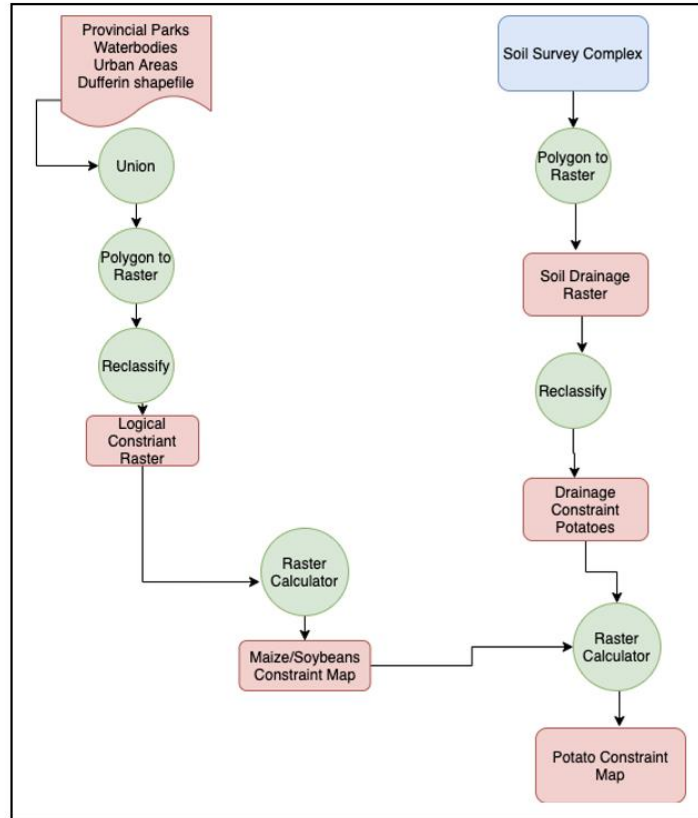 Provincial Parks
Waterbodies
Urban Areas
Dufferin shapefile
Union
Polygon to
Raster
Reclassify
Logical
Constriant
Raster
Raster
Calculator
Maize/Soybeans
Constraint Map
Soil Survey Complex
Polygon to
Raster
Soil Drainage
Raster
Reclassify
Drainage
Constraint
Potatoes
Raster
Calculator
Potato Constraint
Map